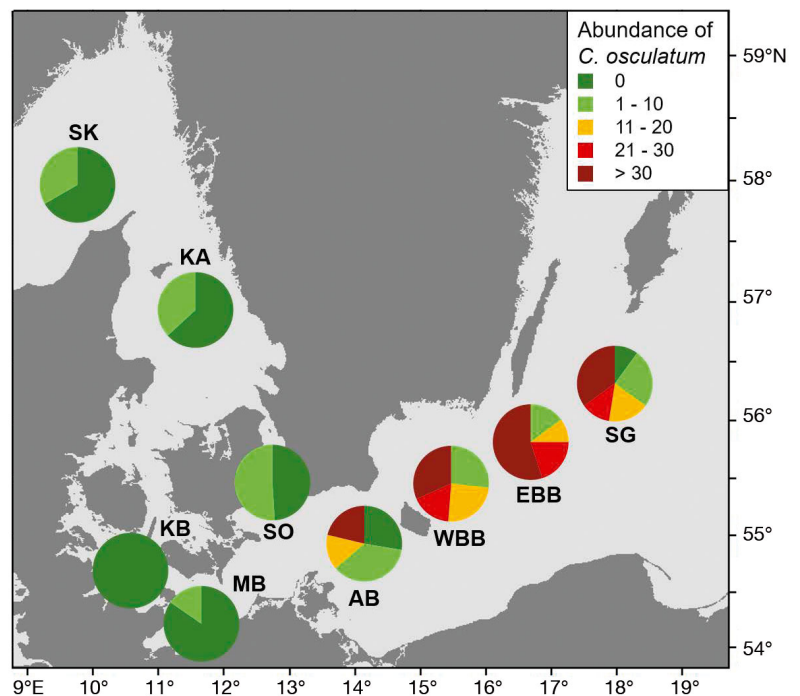 Abundance of
C. osculatum
0
1 - 10
11 - 20
21 - 30
> 30
59°N
58°
57°
56°
55°
54°
SK
KA
SG
EBB
WBB
SO
KB
MB
AB
9°E 10° 11° 12° 13° 14° 15° 16° 17° 18° 19°